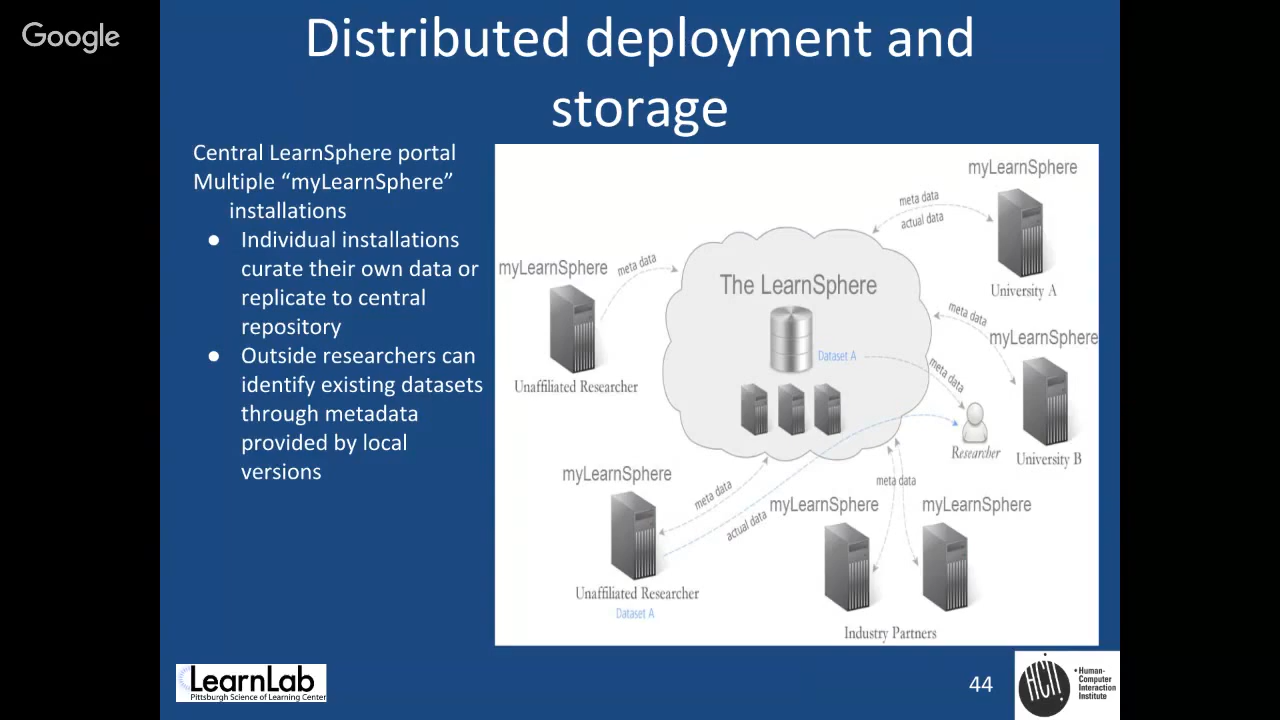 Google
Distributed deployment and
storage
Central LearnSphere portal
Multiple “myLearnSphere”
installations
● Individual installations
curate their own data or
replicate to central
repository
● Outside researchers can
identify existing datasets
through metadata
provided by local
versions
myLearnSphere
meta data
actual data
University A
myLearnSphere
meta data
Unaffiliated Researcher
The LearnSphere
Dataset A
meta data
Researcher
meta data
myLearnSphere
University B
myLearnSphere
meta data
actual data
Unaffiliated Researcher
Dataset A
meta data
myLearnSphere
myLearnSphere
Industry Partners
LearnLab
Pittsburgh Science of Learning Center
44
HCII
• Human-
Computer
Interaction
Institute